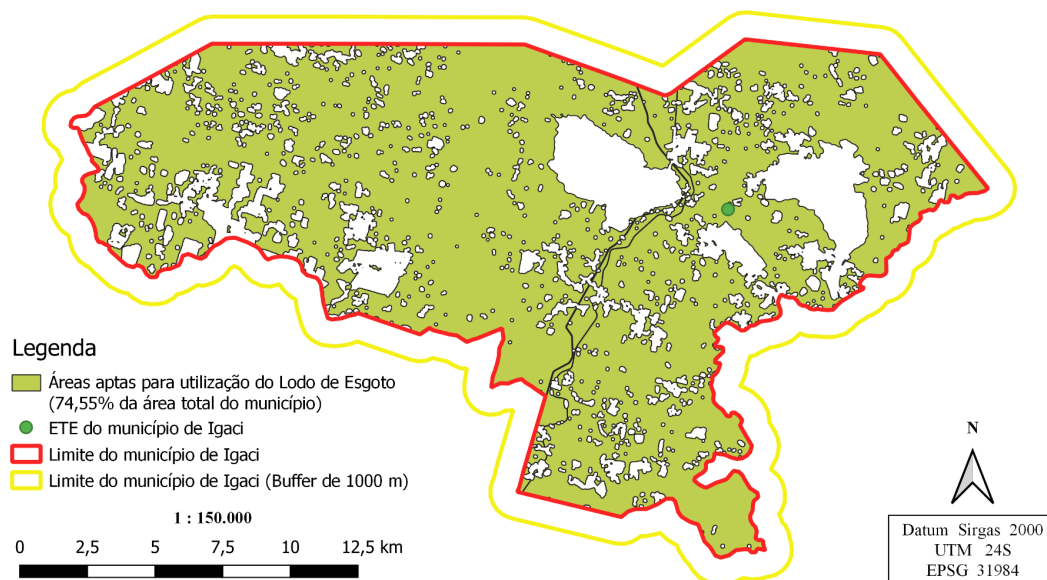 Legenda
Áreas aptas para utilização do Lodo de Esgoto
(74,55% da área total do município)
ETE do município de Igaci
Limite do município de Igaci
Limite do município de Igaci (Buffer de 1000 m)
1 : 150.000
0 2,5 5 7,5 10 12,5 km
N
Datum Sirgas 2000
UTM 24S
EPSG 31984